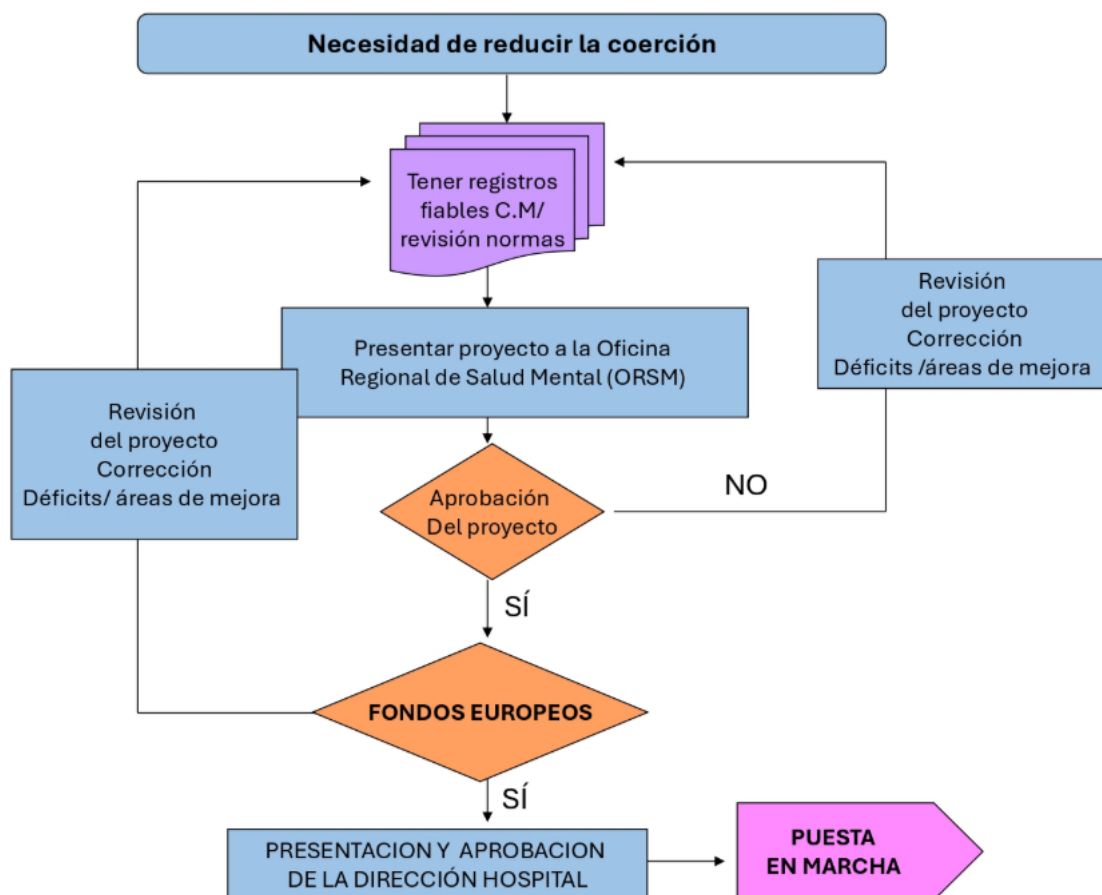 Necesidad de reducir la coerción
Tener registros
fiables C.M/
revisión normas
Presentar proyecto a la Oficina
Regional de Salud Mental (ORSM)
Revisión
del proyecto
Corrección
Déficits /áreas de mejora
Revisión
del proyecto
Corrección
Déficits/ áreas de mejora
Aprobación
Del proyecto
NO
SÍ
FONDOS EUROPEOS
SÍ
PRESENTACION Y APROBACION
DE LA DIRECCIÓN HOSPITAL
PUESTA
EN MARCHA